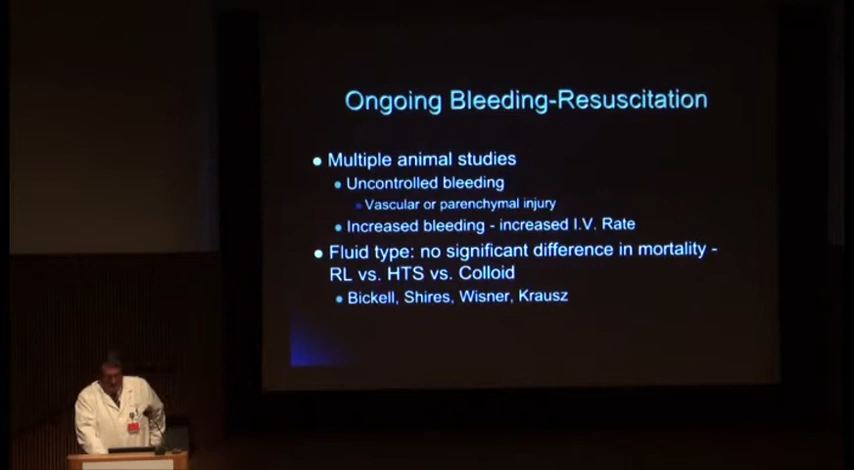 Ongoing Bleeding-Resuscitation
Multiple animal studies
Uncontrolled bleeding
Vascular or parenchymal injury
Increased bleeding - increased I.V. Rate
Fluid type: no significant difference in mortality -
RL vs. HTS vs. Colloid
Bickell, Shires, Wisner, Krausz